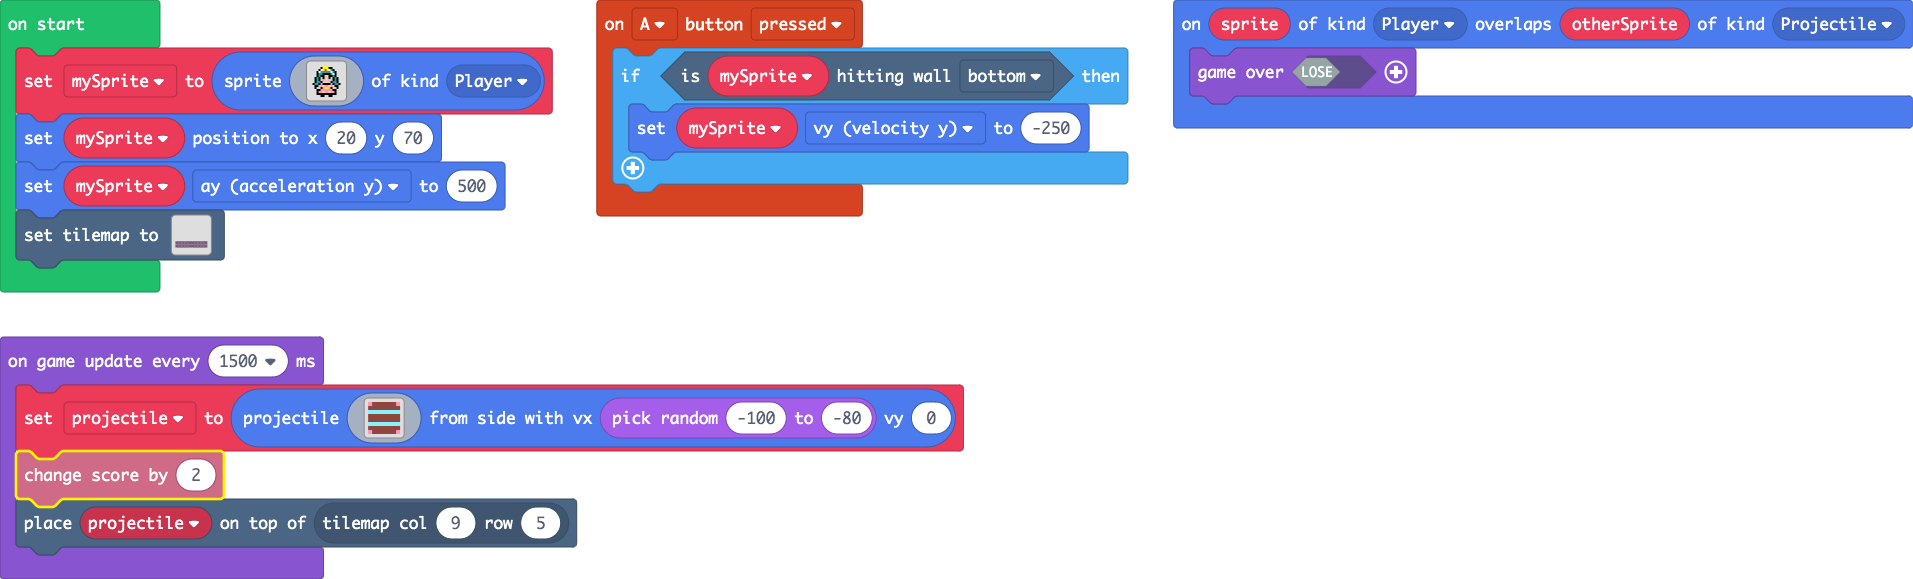 on start
set mySprite to sprite of kind Player
set mySprite position to x 20 y 70
set mySprite ay (acceleration y) to 500
set tilemap to
on A button pressed
if is mySprite hitting wall bottom then
set mySprite vy (velocity y) to -250
on sprite of kind Player overlaps otherSprite of kind Projectile
game over LOSE
on game update every 1500 ms
set projectile to projectile from side with vx pick random -100 to -80 vy 0
change score by 2
place projectile on top of tilemap col 9 row 5